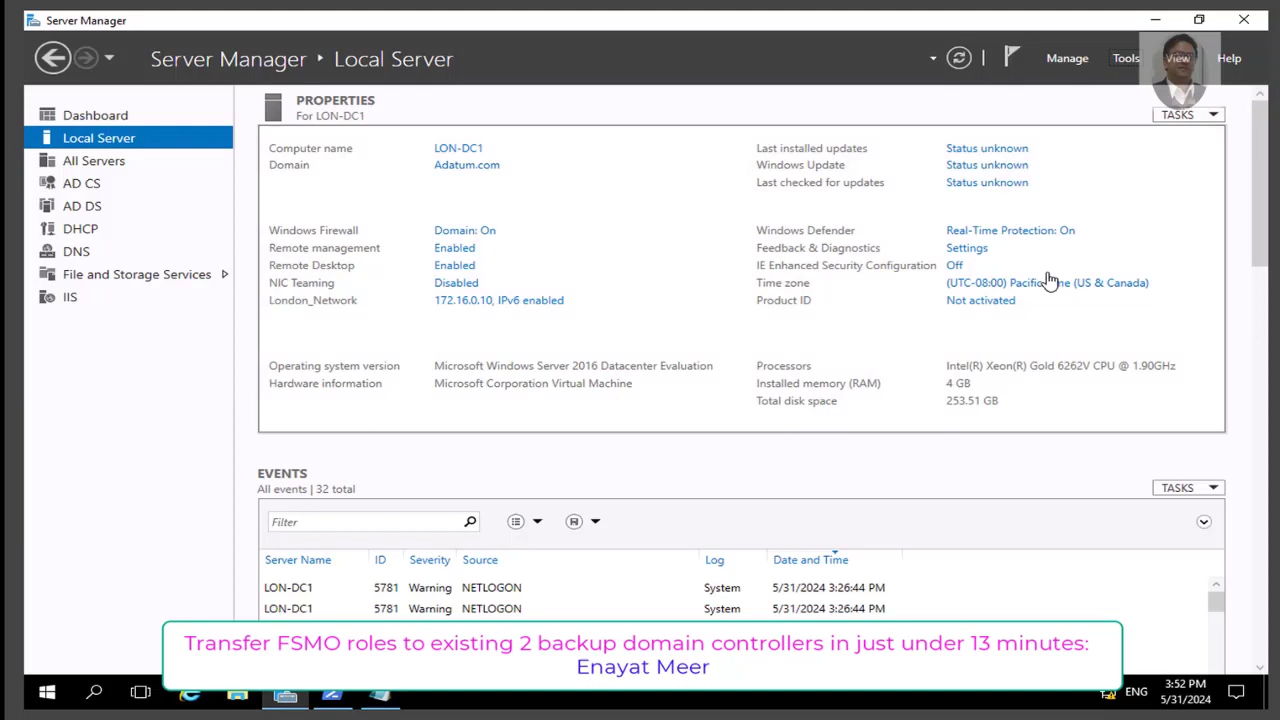 Server Manager
Server Manager ‣ Local Server
Manage Tools View Help
Dashboard
Local Server
All Servers
AD CS
AD DS
DHCP
DNS
File and Storage Services
IIS
PROPERTIES
For LON-DC1
TASKS
Computer name LON-DC1 Last installed updates Status unknown
Domain Adatum.com Windows Update Status unknown
Last checked for updates Status unknown
Windows Firewall Domain: On Windows Defender Real-Time Protection: On
Remote management Enabled Feedback & Diagnostics Settings
Remote Desktop Enabled IE Enhanced Security Configuration Off
NIC Teaming Disabled Time zone (UTC-08:00) Pacific (US & Canada)
London_Network 172.16.0.10, IPv6 enabled Product ID Not activated
Operating system version Microsoft Windows Server 2016 Datacenter Evaluation Processors Intel(R) Xeon(R) Gold 6262V CPU @ 1.90GHz
Hardware information Microsoft Corporation Virtual Machine Installed memory (RAM) 4 GB
Total disk space 253.51 GB
EVENTS
All events | 32 total
TASKS
Filter
Server Name ID Severity Source Log Date and Time
LON-DC1 5781 Warning NETLOGON System 5/31/2024 3:26:44 PM
LON-DC1 5781 Warning NETLOGON System 5/31/2024 3:26:44 PM
Transfer FSMO roles to existing 2 backup domain controllers in just under 13 minutes:
Enayat Meer
ENG
3:52 PM
5/31/2024